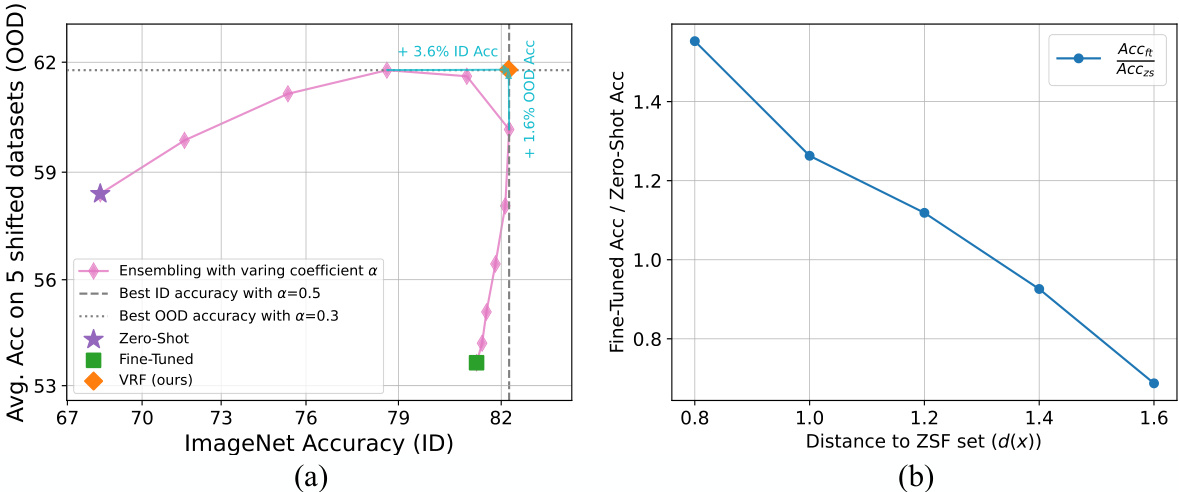 Avg. Acc on 5 shifted datasets (OOD)
62
59
56
53
+ 3.6% ID Acc
+ 1.6% OOD Acc
Ensembling with varing coefficient α
Best ID accuracy with α=0.5
Best OOD accuracy with α=0.3
Zero-Shot
Fine-Tuned
VRF (ours)
67 70 73 76 79 82
ImageNet Accuracy (ID)
(a)
Fine-Tuned Acc / Zero-Shot Acc
1.4
1.2
1.0
0.8
Acc_ft
Acc_zs
0.8 1.0 1.2 1.4 1.6
Distance to ZSF set (d(x))
(b)